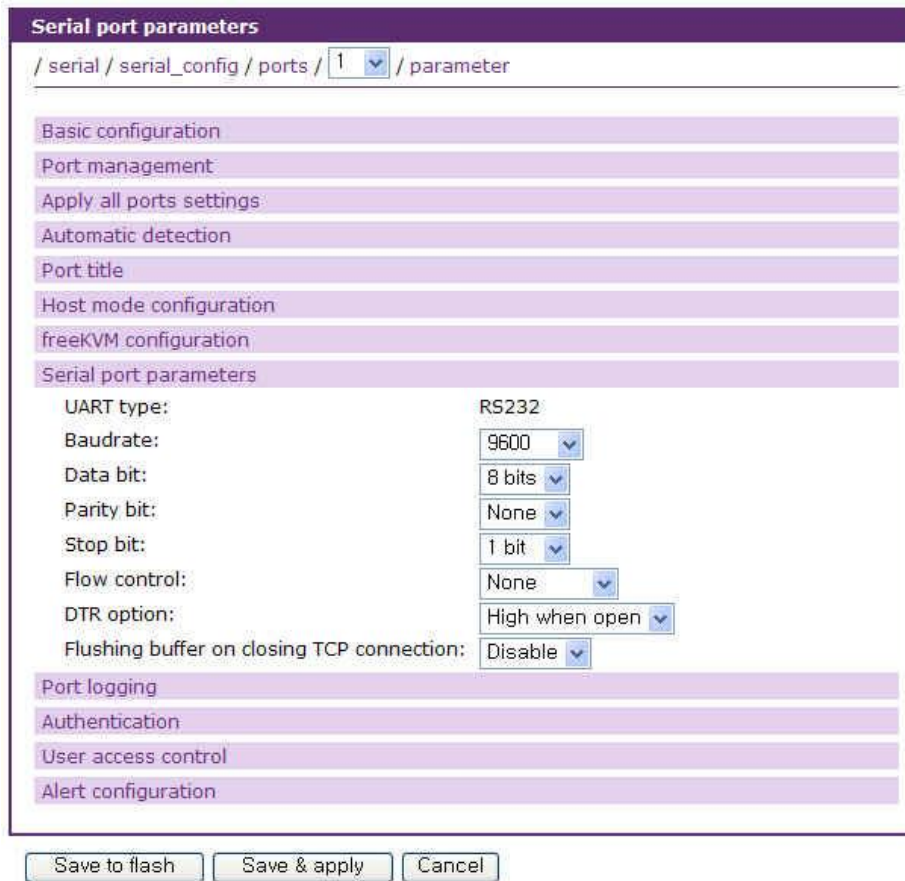 Serial port parameters
/ serial / serial_config / ports / 1 / parameter
Basic configuration
Port management
Apply all ports settings
Automatic detection
Port title
Host mode configuration
freeKVM configuration
Serial port parameters
UART type: RS232
Baudrate: 9600
Data bit: 8 bits
Parity bit: None
Stop bit: 1 bit
Flow control: None
DTR option: High when open
Flushing buffer on closing TCP connection: Disable
Port logging
Authentication
User access control
Alert configuration
Save to flash Save & apply Cancel